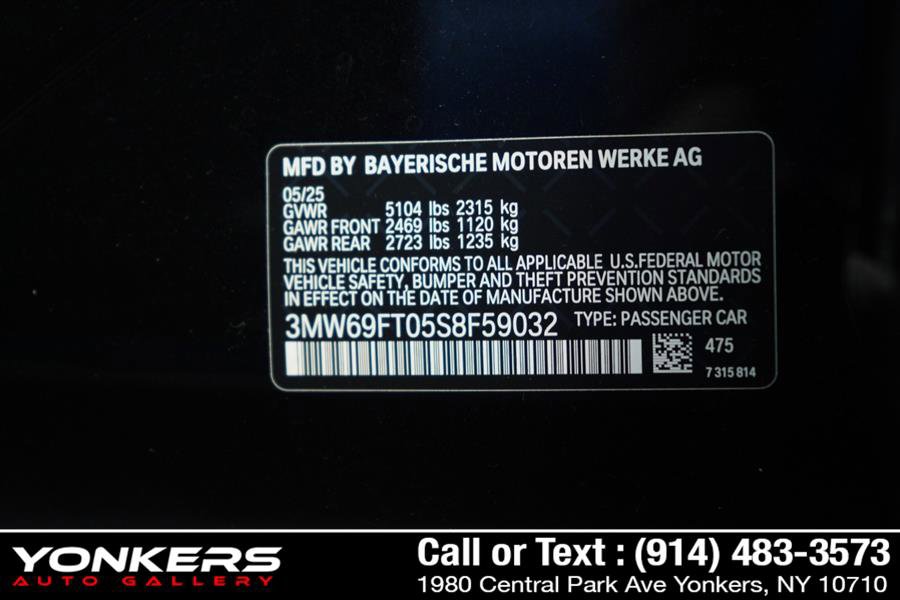 MFD BY BAYERISCHE MOTOREN WERKE AG
05/25
GVWR 5104 lbs 2315 kg
GAWR FRONT 2469 lbs 1120 kg
GAWR REAR 2723 lbs 1235 kg
THIS VEHICLE CONFORMS TO ALL APPLICABLE U.S.FEDERAL MOTOR
VEHICLE SAFETY, BUMPER AND THEFT PREVENTION STANDARDS
IN EFFECT ON THE DATE OF MANUFACTURE SHOWN ABOVE.
3MW69FT05S8F59032 TYPE: PASSENGER CAR
475
7 315 814
YONKERS
AUTO GALLERY
Call or Text : (914) 483-3573
1980 Central Park Ave Yonkers, NY 10710